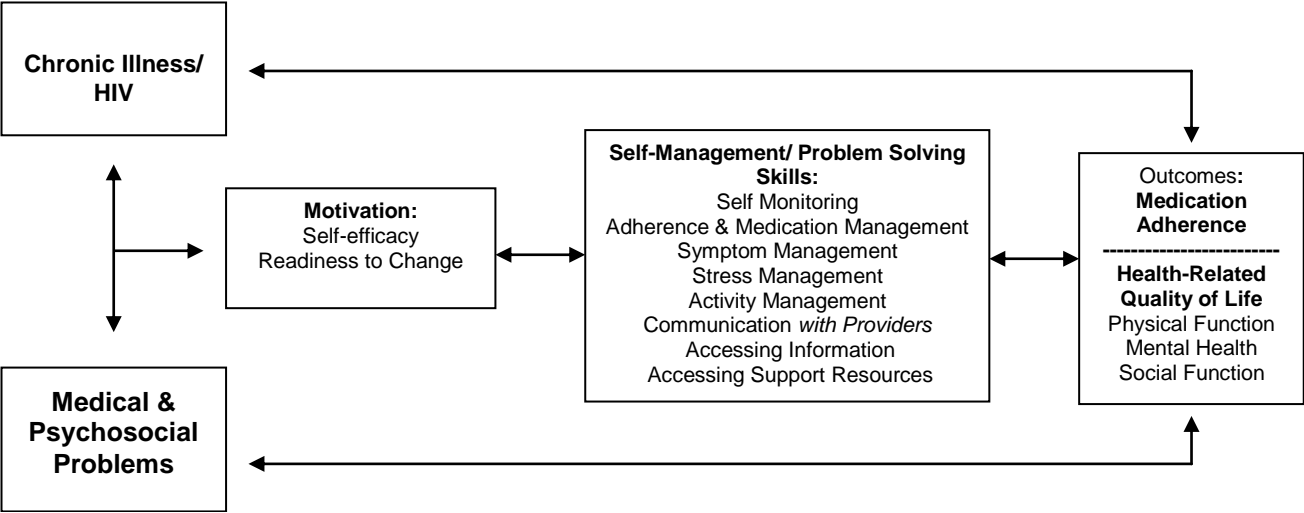 Chronic Illness/
HIV
Motivation:
Self-efficacy
Readiness to Change
Self-Management/ Problem Solving
Skills:
Self Monitoring
Adherence & Medication Management
Symptom Management
Stress Management
Activity Management
Communication with Providers
Accessing Information
Accessing Support Resources
Outcomes:
Medication
Adherence
-------------------------
Health-Related
Quality of Life
Physical Function
Mental Health
Social Function
Medical &
Psychosocial
Problems